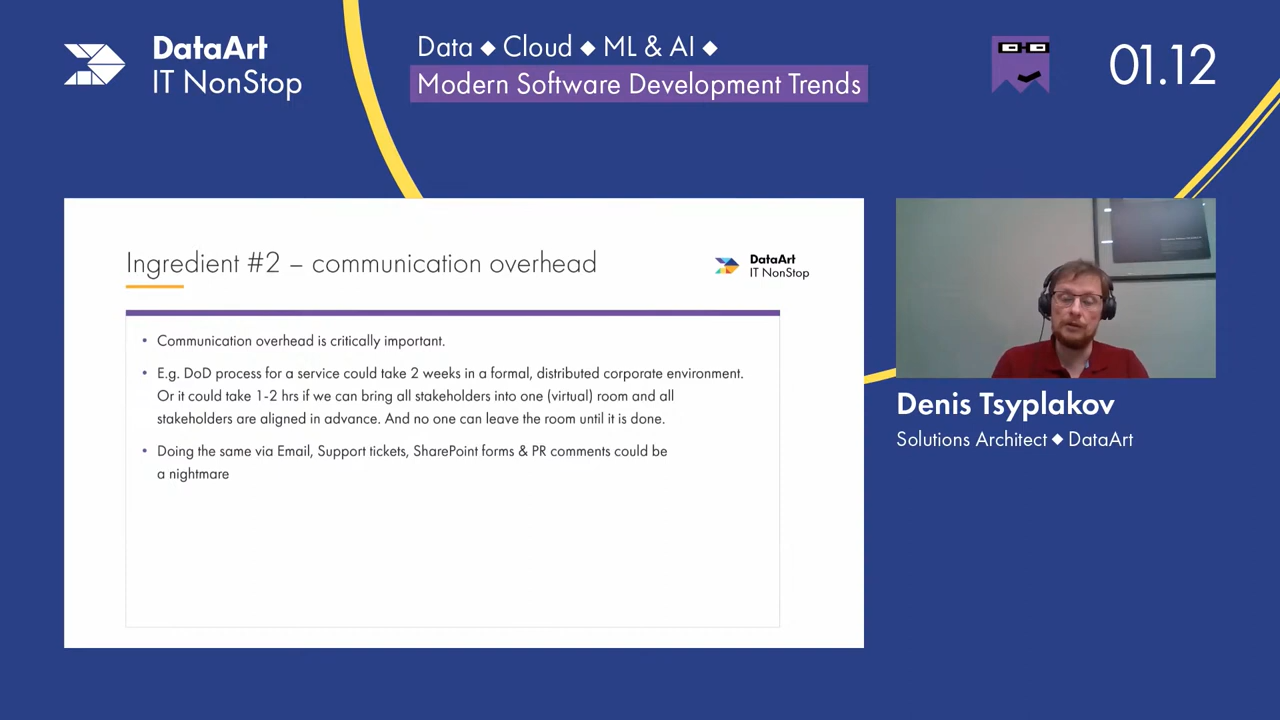 DataArt
IT NonStop
Data ◆ Cloud ◆ ML & AI ◆
Modern Software Development Trends
01.12
Ingredient #2 – communication overhead
DataArt
IT NonStop
• Communication overhead is critically important.
• E.g. DoD process for a service could take 2 weeks in a formal, distributed corporate environment.
Or it could take 1-2 hrs if we can bring all stakeholders into one (virtual) room and all
stakeholders are aligned in advance. And no one can leave the room until it is done.
• Doing the same via Email, Support tickets, SharePoint forms & PR comments could be
a nightmare
Denis Tsyplakov
Solutions Architect ◆ DataArt